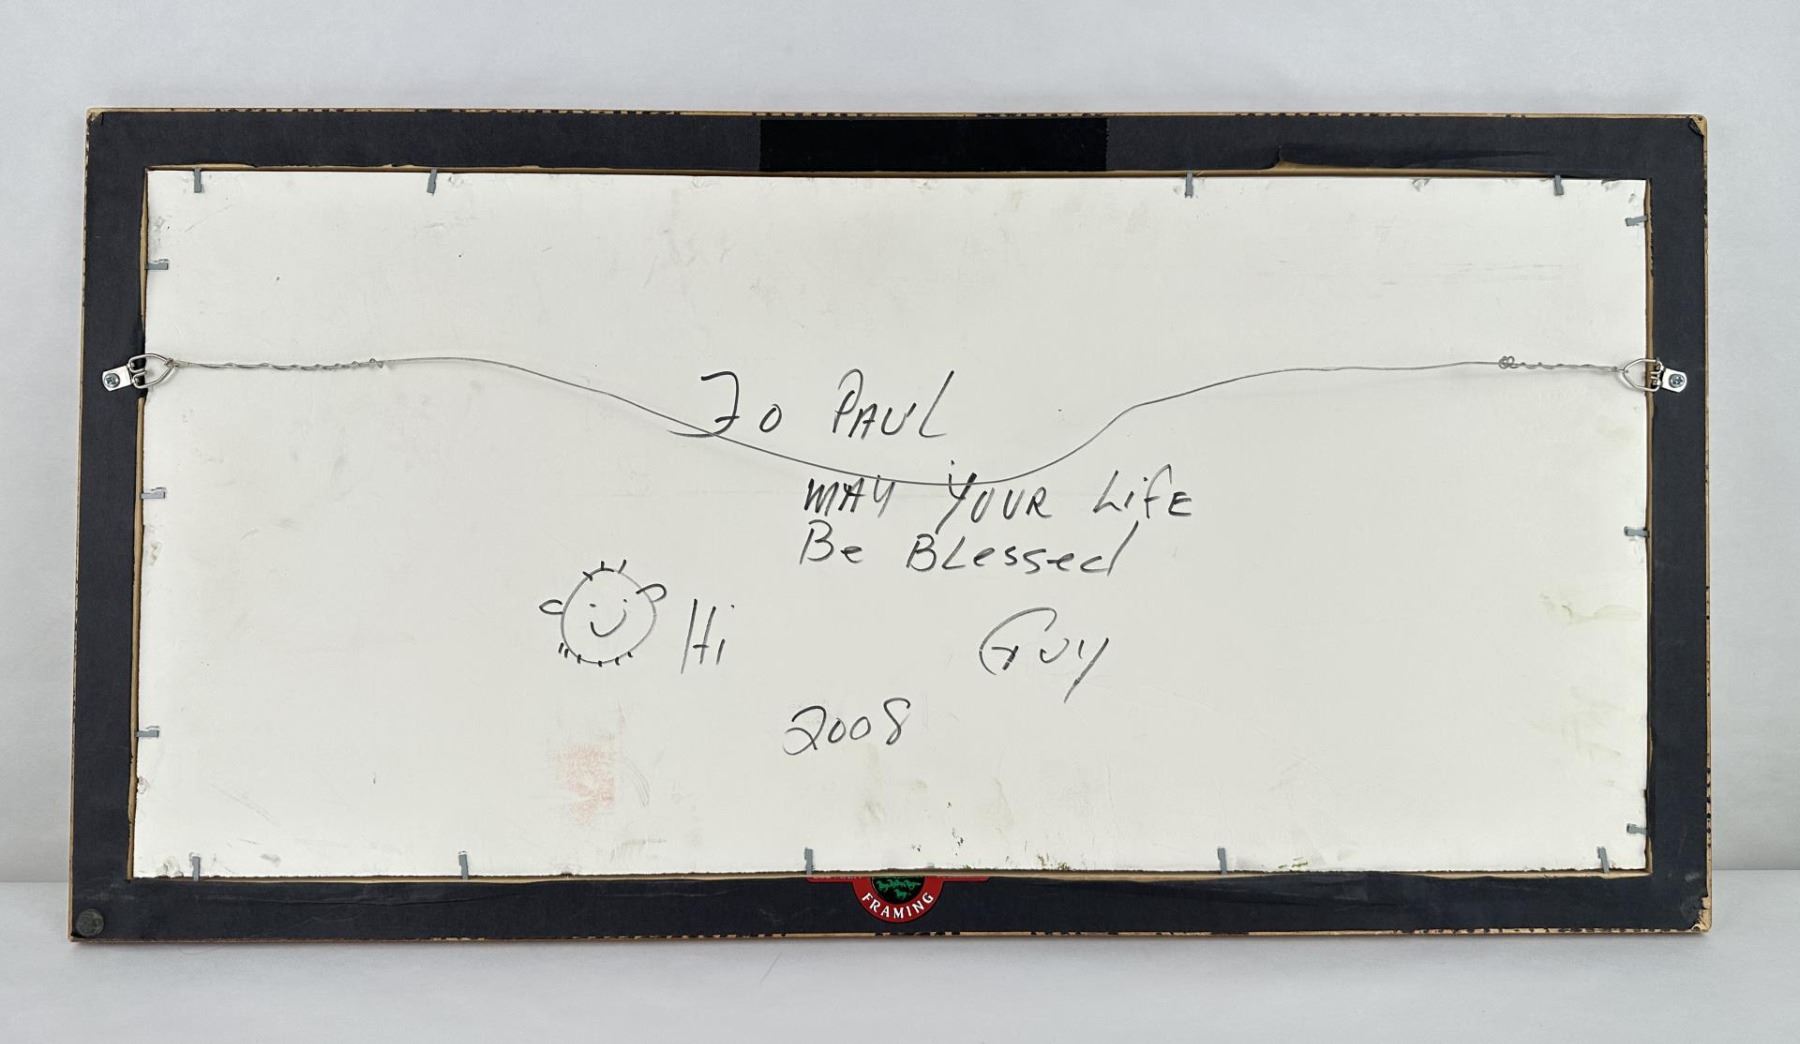 To PAUL
MAY YOUR LiFE
Be BLessed
Hi
GUY
2008
FRAMING